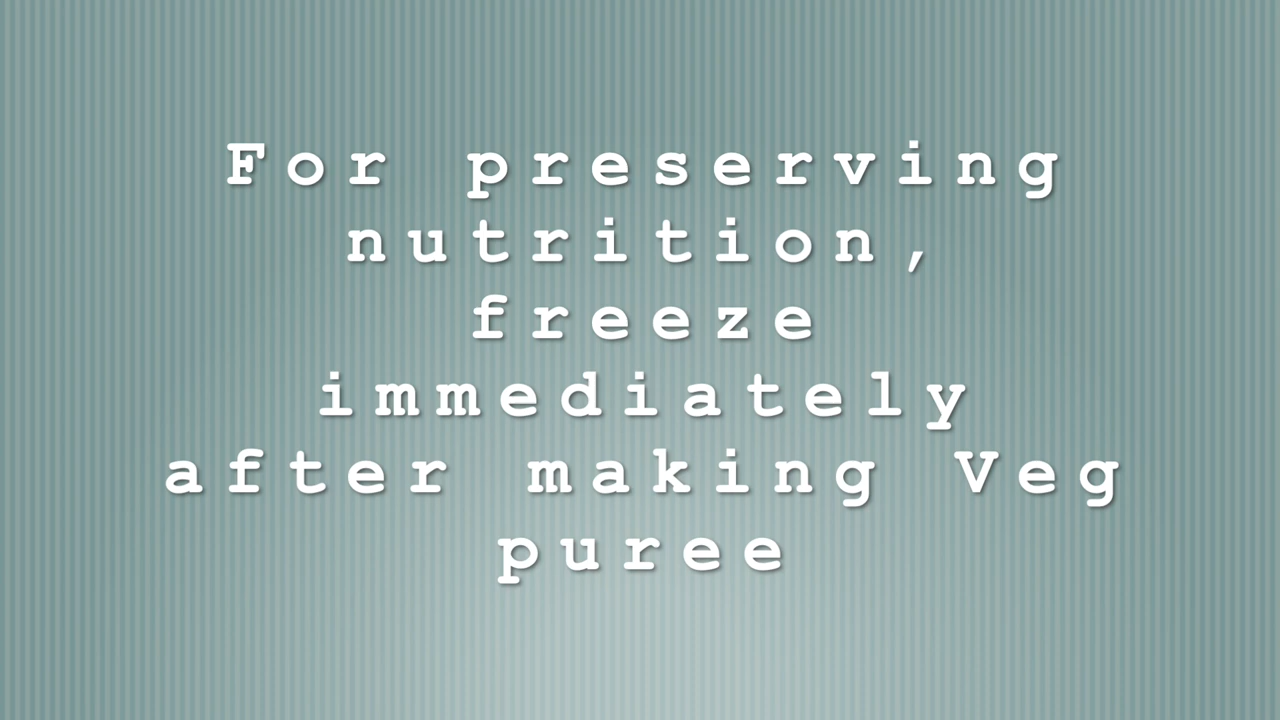 For preserving
nutrition,
freeze
immediately
after making Veg
puree